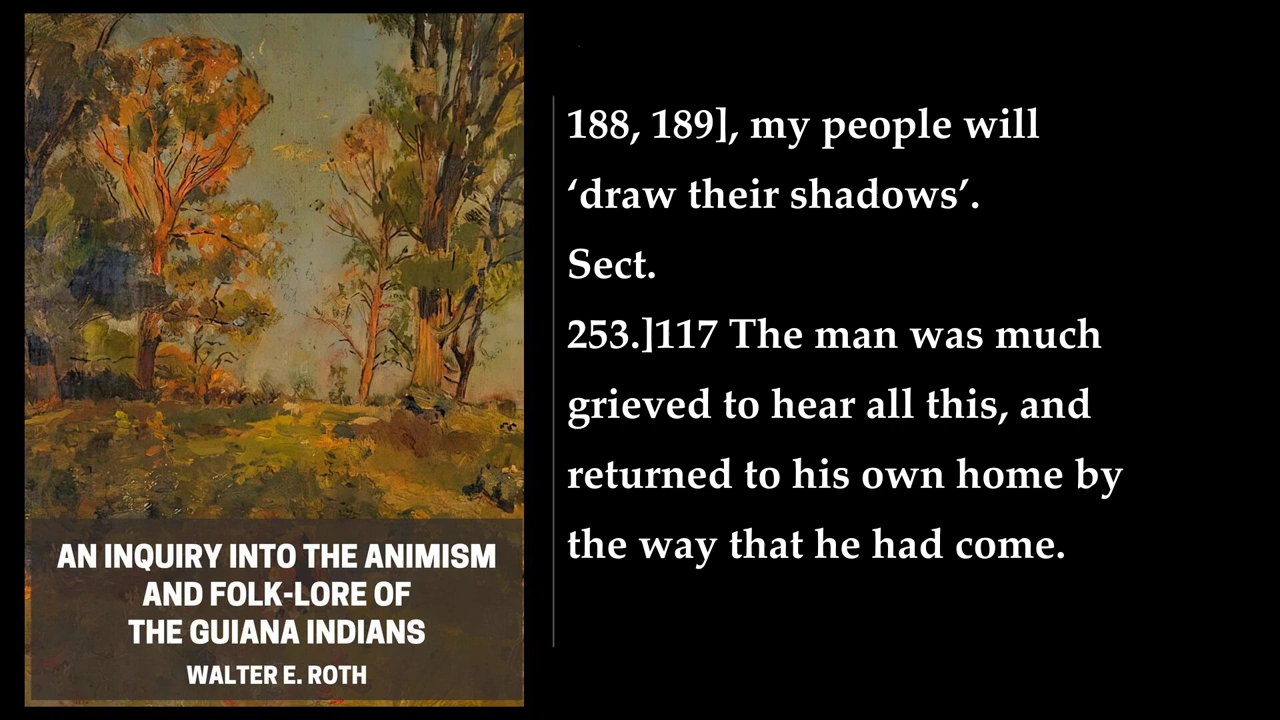 AN INQUIRY INTO THE ANIMISM
AND FOLK-LORE OF
THE GUIANA INDIANS
WALTER E. ROTH
188, 189], my people will
‘draw their shadows’.
Sect.
253.]117 The man was much
grieved to hear all this, and
returned to his own home by
the way that he had come.